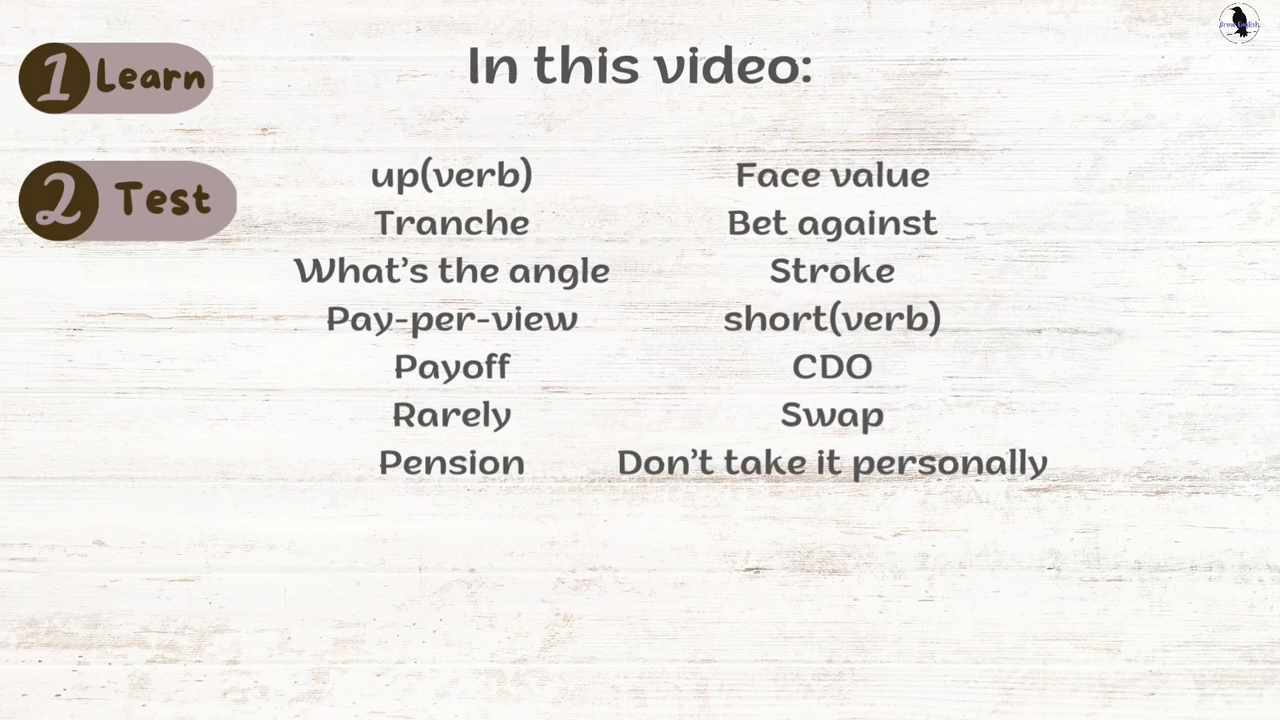 In this video:
1 Learn
2 Test
up(verb)
Tranche
What's the angle
Pay-per-view
Payoff
Rarely
Pension
Face value
Bet against
Stroke
short(verb)
CDO
Swap
Don't take it personally